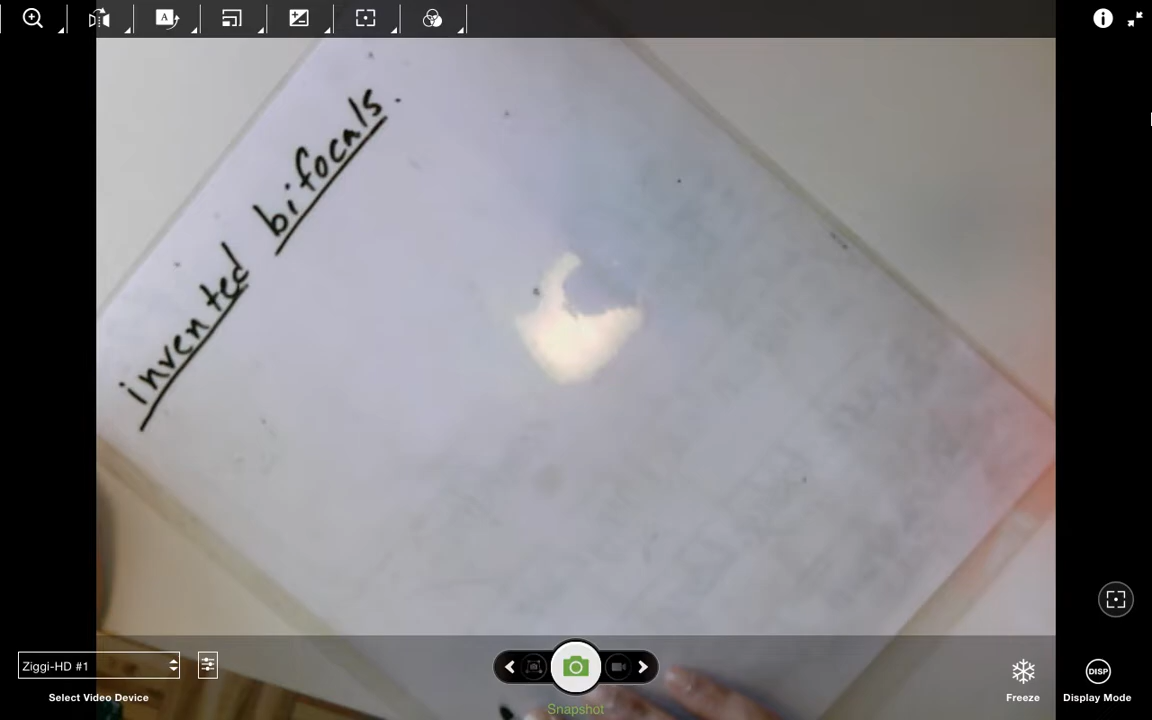 invented bifocals.
A
DISP
Ziggi-HD #1
Select Video Device
Snapshot
Freeze
Display Mode